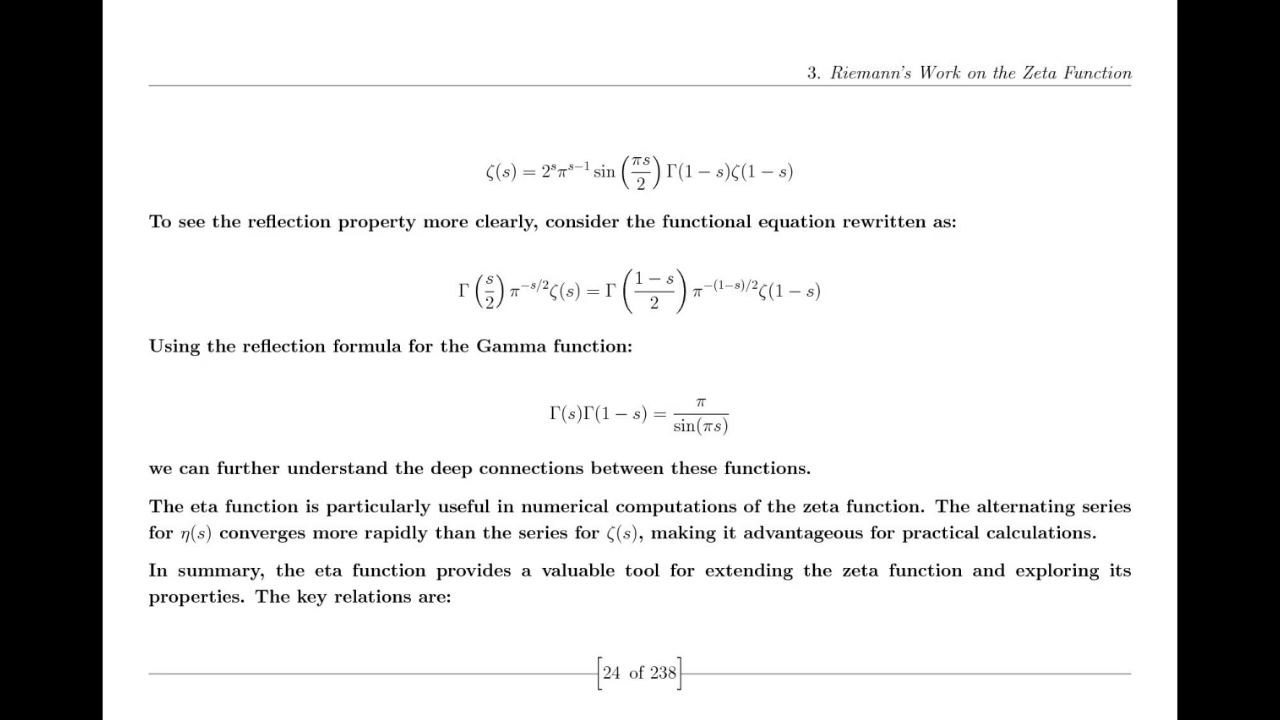 3. Riemann's Work on the Zeta Function
ζ(s) = 2^s π^{s−1} sin (πs/2) Γ(1 − s)ζ(1 − s)
To see the reflection property more clearly, consider the functional equation rewritten as:
Γ (s/2) π^{−s/2} ζ(s) = Γ ((1 − s)/2) π^{−(1−s)/2} ζ(1 − s)
Using the reflection formula for the Gamma function:
Γ(s)Γ(1 − s) = π/sin(πs)
we can further understand the deep connections between these functions.
The eta function is particularly useful in numerical computations of the zeta function. The alternating series
for η(s) converges more rapidly than the series for ζ(s), making it advantageous for practical calculations.
In summary, the eta function provides a valuable tool for extending the zeta function and exploring its
properties. The key relations are:
[24 of 238]